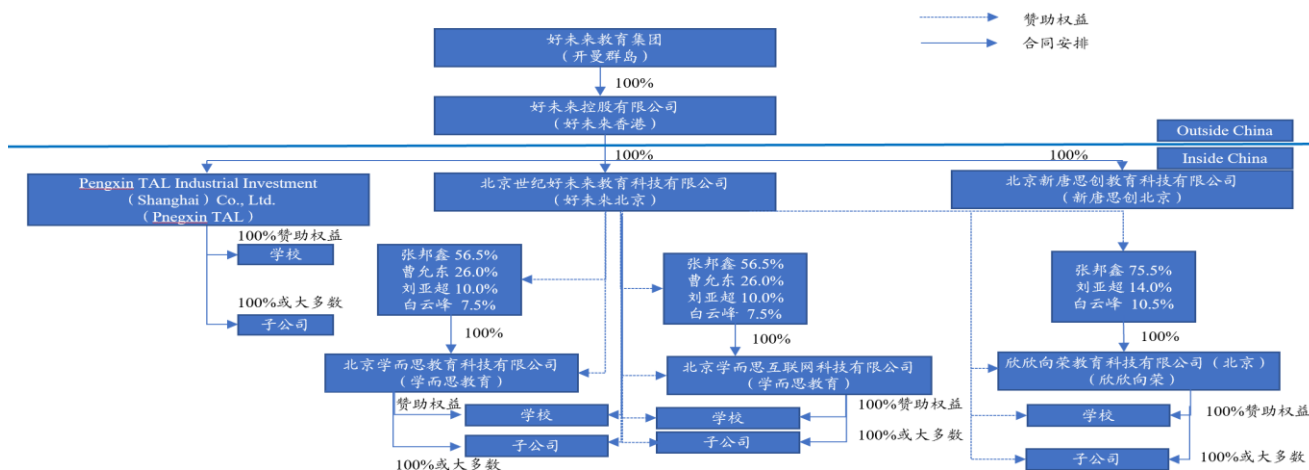 赞助权益
合同安排
好未来教育集团
（开曼群岛）
100%
好未来控股有限公司
（好未来香港）
Outside China
Inside China
100%
100%
Pengxin TAL Industrial Investment
（Shanghai）Co., Ltd.
（Pnegxin TAL）
北京世纪好未来教育科技有限公司
（好未来北京）
北京新唐思创教育科技有限公司
（新唐思创北京）
100%赞助权益
学校
100%或大多数
子公司
张邦鑫 56.5%
曹允东 26.0%
刘亚超 10.0%
白云峰 7.5%
张邦鑫 56.5%
曹允东 26.0%
刘亚超 10.0%
白云峰 7.5%
张邦鑫 75.5%
刘亚超 14.0%
白云峰 10.5%
100%
100%
100%
北京学而思教育科技有限公司
（学而思教育）
北京学而思互联网科技有限公司
（学而思教育）
欣欣向荣教育科技有限公司（北京）
（欣欣向荣）
赞助权益
学校
学校
100%赞助权益
学校
100%赞助权益
子公司
子公司
100%或大多数
子公司
100%或大多数
100%或大多数